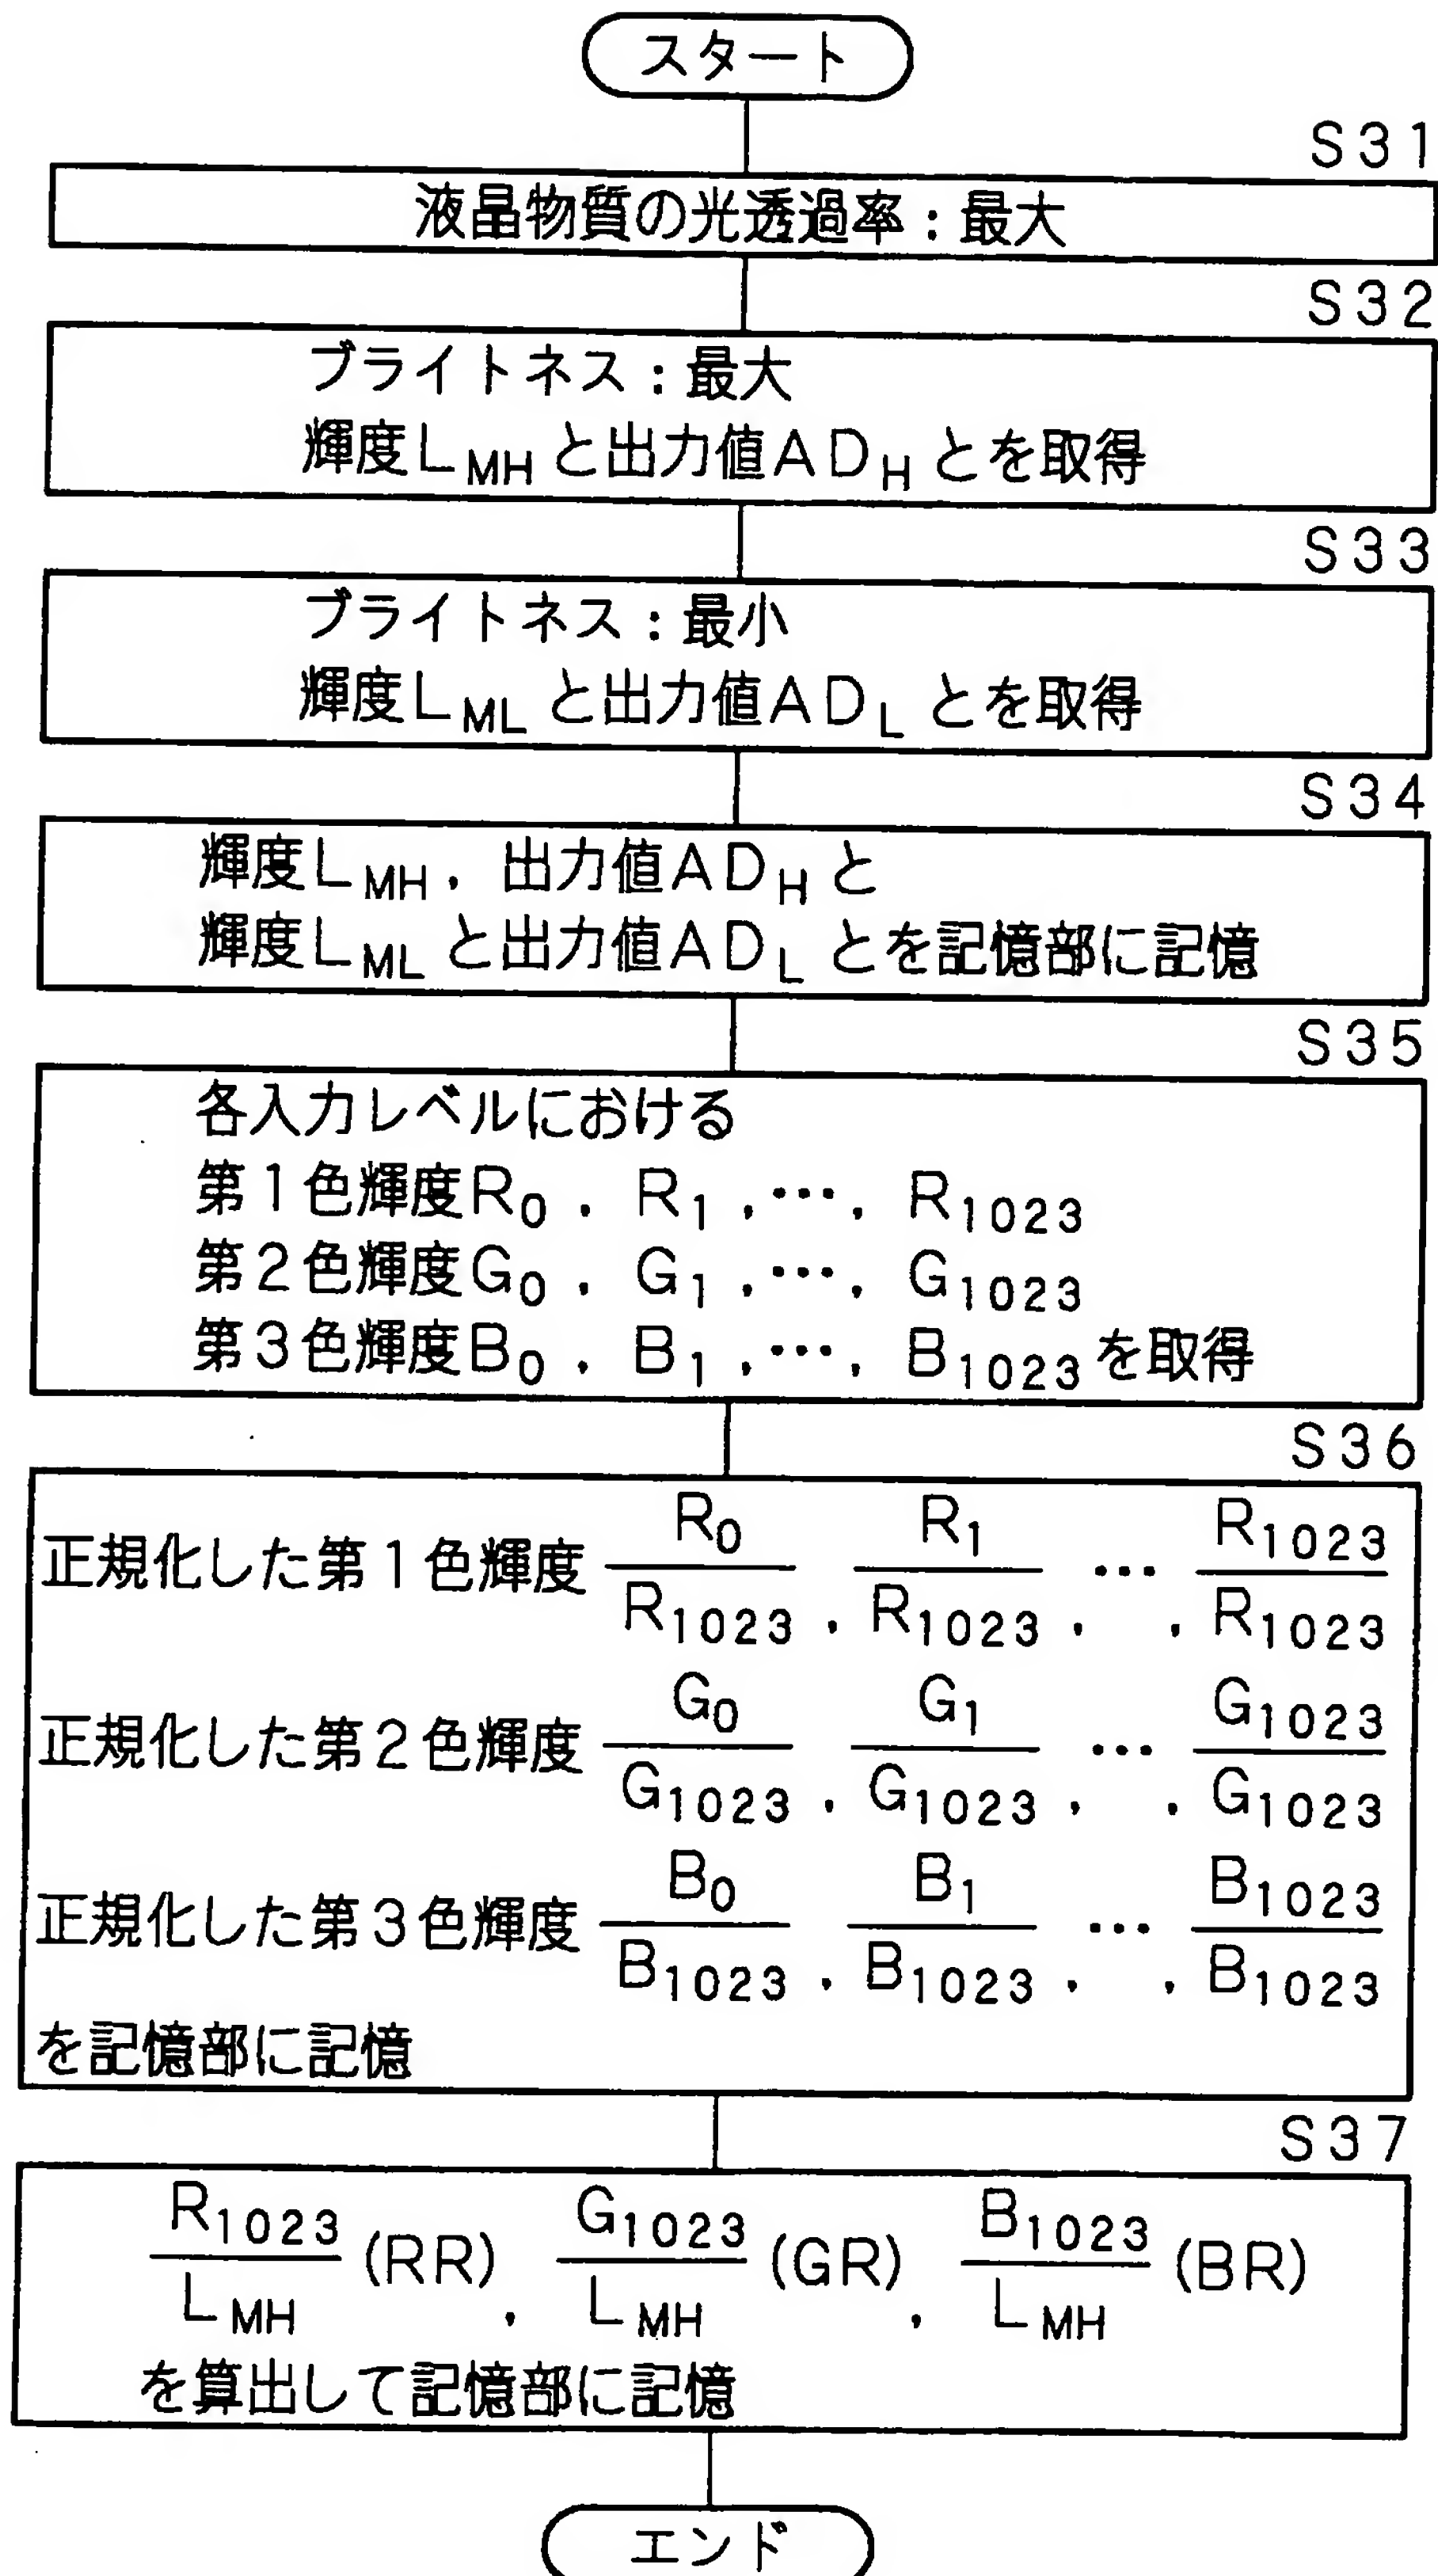 スタート
S31
液晶物質の光透過率：最大
S32
ブライトネス：最大
輝度L_MHと出力値AD_Hとを取得
S33
ブライトネス：最小
輝度L_MLと出力値AD_Lとを取得
S34
輝度L_MH，出力値AD_Hと
輝度L_MLと出力値AD_Lとを記憶部に記憶
S35
各入力レベルにおける
第1色輝度R_0，R_1，…，R_1023
第2色輝度G_0，G_1，…，G_1023
第3色輝度B_0，B_1，…，B_1023を取得
S36
正規化した第1色輝度 R_0/R_1023，R_1/R_1023，…，R_1023/R_1023
正規化した第2色輝度 G_0/G_1023，G_1/G_1023，…，G_1023/G_1023
正規化した第3色輝度 B_0/B_1023，B_1/B_1023，…，B_1023/B_1023
を記憶部に記憶
S37
R_1023/L_MH (RR)，G_1023/L_MH (GR)，B_1023/L_MH (BR)
を算出して記憶部に記憶
エンド